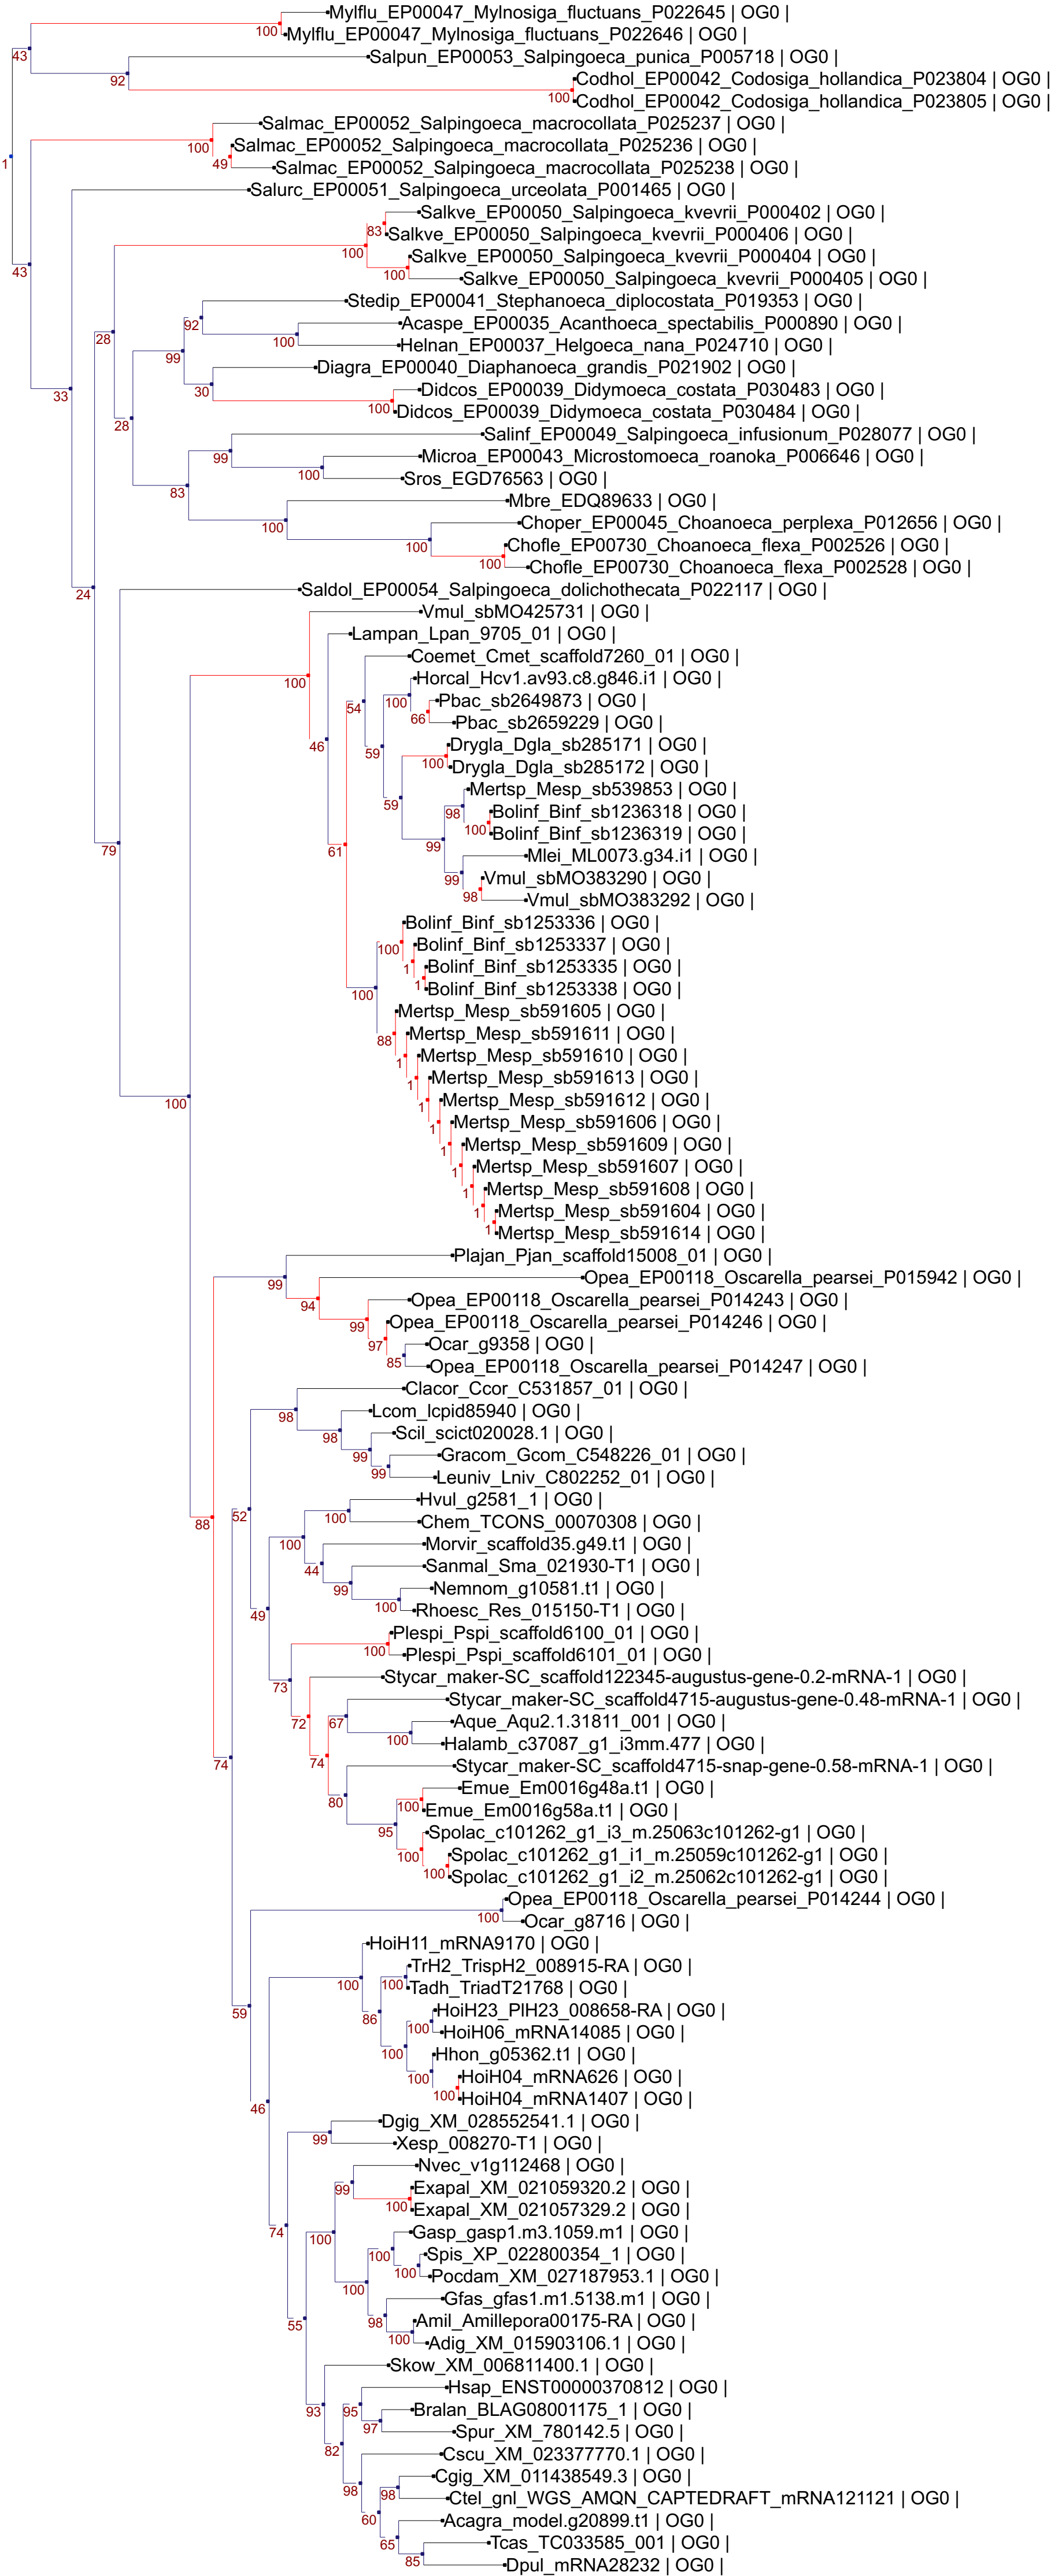 Mylflu_EP00047_Mylnosiga_fluctuans_P022645 | OG0 |
100
Mylflu_EP00047_Mylnosiga_fluctuans_P022646 | OG0 |
43
Salpun_EP00053_Salpingoeca_punica_P005718 | OG0 |
92
Codhol_EP00042_Codosiga_hollandica_P023804 | OG0 |
100
Codhol_EP00042_Codosiga_hollandica_P023805 | OG0 |
Salmac_EP00052_Salpingoeca_macrocollata_P025237 | OG0 |
100
Salmac_EP00052_Salpingoeca_macrocollata_P025236 | OG0 |
1
49
Salmac_EP00052_Salpingoeca_macrocollata_P025238 | OG0 |
Salurc_EP00051_Salpingoeca_urceolata_P001465 | OG0 |
Salkve_EP00050_Salpingoeca_kvevrii_P000402 | OG0 |
83
Salkve_EP00050_Salpingoeca_kvevrii_P000406 | OG0 |
100
Salkve_EP00050_Salpingoeca_kvevrii_P000404 | OG0 |
43
100
Salkve_EP00050_Salpingoeca_kvevrii_P000405 | OG0 |
Stedip_EP00041_Stephanoeca_diplocostata_P019353 | OG0 |
92
Acaspe_EP00035_Acanthoeca_spectabilis_P000890 | OG0 |
28
100
Helnan_EP00037_Helgoeca_nana_P024710 | OG0 |
99
Diagra_EP00040_Diaphanoeca_grandis_P021902 | OG0 |
33
30
Didcos_EP00039_Didymoeca_costata_P030483 | OG0 |
100
Didcos_EP00039_Didymoeca_costata_P030484 | OG0 |
28
Salinf_EP00049_Salpingoeca_infusionum_P028077 | OG0 |
99
Microa_EP00043_Microstomoeca_roanoka_P006646 | OG0 |
100
Sros_EGD76563 | OG0 |
83
Mbre_EDQ89633 | OG0 |
100
Choper_EP00045_Choanoeca_perplexa_P012656 | OG0 |
100
Chofle_EP00730_Choanoeca_flexa_P002526 | OG0 |
100
Chofle_EP00730_Choanoeca_flexa_P002528 | OG0 |
24
Saldol_EP00054_Salpingoeca_dolichothecata_P022117 | OG0 |
Vmul_sbMO425731 | OG0 |
Lampan_Lpan_9705_01 | OG0 |
Coemet_Cmet_scaffold7260_01 | OG0 |
100
Horcal_Hcv1.av93.c8.g846.i1 | OG0 |
100
Pbac_sb2649873 | OG0 |
54
66
Pbac_sb2659229 | OG0 |
46
Drygla_Dgla_sb285171 | OG0 |
59
100
Drygla_Dgla_sb285172 | OG0 |
Mertsp_Mesp_sb539853 | OG0 |
59
98
Bolinf_Binf_sb1236318 | OG0 |
100
Bolinf_Binf_sb1236319 | OG0 |
79
61
99
Mlei_ML0073.g34.i1 | OG0 |
99
Vmul_sbMO383290 | OG0 |
98
Vmul_sbMO383292 | OG0 |
Bolinf_Binf_sb1253336 | OG0 |
100
Bolinf_Binf_sb1253337 | OG0 |
1
Bolinf_Binf_sb1253335 | OG0 |
1
Bolinf_Binf_sb1253338 | OG0 |
100
Mertsp_Mesp_sb591605 | OG0 |
88
Mertsp_Mesp_sb591611 | OG0 |
1
Mertsp_Mesp_sb591610 | OG0 |
1
Mertsp_Mesp_sb591613 | OG0 |
100
1
Mertsp_Mesp_sb591612 | OG0 |
1
Mertsp_Mesp_sb591606 | OG0 |
1
Mertsp_Mesp_sb591609 | OG0 |
1
Mertsp_Mesp_sb591607 | OG0 |
1
Mertsp_Mesp_sb591608 | OG0 |
1
Mertsp_Mesp_sb591604 | OG0 |
1
Mertsp_Mesp_sb591614 | OG0 |
Plajan_Pjan_scaffold15008_01 | OG0 |
99
Opea_EP00118_Oscarella_pearsei_P015942 | OG0 |
94
Opea_EP00118_Oscarella_pearsei_P014243 | OG0 |
99
Opea_EP00118_Oscarella_pearsei_P014246 | OG0 |
97
Ocar_g9358 | OG0 |
85
Opea_EP00118_Oscarella_pearsei_P014247 | OG0 |
Clacor_Ccor_C531857_01 | OG0 |
98
Lcom_lcpid85940 | OG0 |
98
Scil_scict020028.1 | OG0 |
99
Gracom_Gcom_C548226_01 | OG0 |
99
Leuniv_Lniv_C802252_01 | OG0 |
Hvul_g2581_1 | OG0 |
88
52
100
Chem_TCONS_00070308 | OG0 |
100
Morvir_scaffold35.g49.t1 | OG0 |
44
Sanmal_Sma_021930-T1 | OG0 |
99
Nemnom_g10581.t1 | OG0 |
49
100
Rhoesc_Res_015150-T1 | OG0 |
Plespi_Pspi_scaffold6100_01 | OG0 |
100
Plespi_Pspi_scaffold6101_01 | OG0 |
73
Stycar_maker-SC_scaffold122345-augustus-gene-0.2-mRNA-1 | OG0 |
Stycar_maker-SC_scaffold4715-augustus-gene-0.48-mRNA-1 | OG0 |
72
67
Aque_Aqu2.1.31811_001 | OG0 |
100
Halamb_c37087_g1_i3mm.477 | OG0 |
74
74
Stycar_maker-SC_scaffold4715-snap-gene-0.58-mRNA-1 | OG0 |
80
Emue_Em0016g48a.t1 | OG0 |
100
Emue_Em0016g58a.t1 | OG0 |
95
Spolac_c101262_g1_i3_m.25063c101262-g1 | OG0 |
100
Spolac_c101262_g1_i1_m.25059c101262-g1 | OG0 |
100
Spolac_c101262_g1_i2_m.25062c101262-g1 | OG0 |
Opea_EP00118_Oscarella_pearsei_P014244 | OG0 |
100
Ocar_g8716 | OG0 |
HoiH11_mRNA9170 | OG0 |
TrH2_TrispH2_008915-RA | OG0 |
100
100
Tadh_TriadT21768 | OG0 |
59
HoiH23_PlH23_008658-RA | OG0 |
86
100
HoiH06_mRNA14085 | OG0 |
100
Hhon_g05362.t1 | OG0 |
100
HoiH04_mRNA626 | OG0 |
100
HoiH04_mRNA1407 | OG0 |
46
Dgig_XM_028552541.1 | OG0 |
99
Xesp_008270-T1 | OG0 |
Nvec_v1g112468 | OG0 |
99
Exapal_XM_021059320.2 | OG0 |
100
Exapal_XM_021057329.2 | OG0 |
74
100
Gasp_gasp1.m3.1059.m1 | OG0 |
100
Spis_XP_022800354_1 | OG0 |
100
Pocdam_XM_027187953.1 | OG0 |
100
Gfas_gfas1.m1.5138.m1 | OG0 |
55
98
Amil_Amillepora00175-RA | OG0 |
100
Adig_XM_015903106.1 | OG0 |
Skow_XM_006811400.1 | OG0 |
Hsap_ENST00000370812 | OG0 |
93
95
Bralan_BLAG08001175_1 | OG0 |
97
Spur_XM_780142.5 | OG0 |
82
Cscu_XM_023377770.1 | OG0 |
98
Cgig_XM_011438549.3 | OG0 |
98
Ctel_gnl_WGS_AMQN_CAPTEDRAFT_mRNA121121 | OG0 |
60
Acagra_model.g20899.t1 | OG0 |
65
Tcas_TC033585_001 | OG0 |
85
Dpul_mRNA28232 | OG0 |